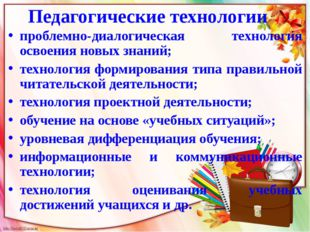 Педагогические технологии
• проблемно-диалогическая технология
освоения новых знаний;
• технология формирования типа правильной
читательской деятельности;
• технология проектной деятельности;
• обучение на основе «учебных ситуаций»;
• уровневая дифференциация обучения;
• информационные и коммуникационные
технологии;
• технология оценивания учебных
достижений учащихся и др.